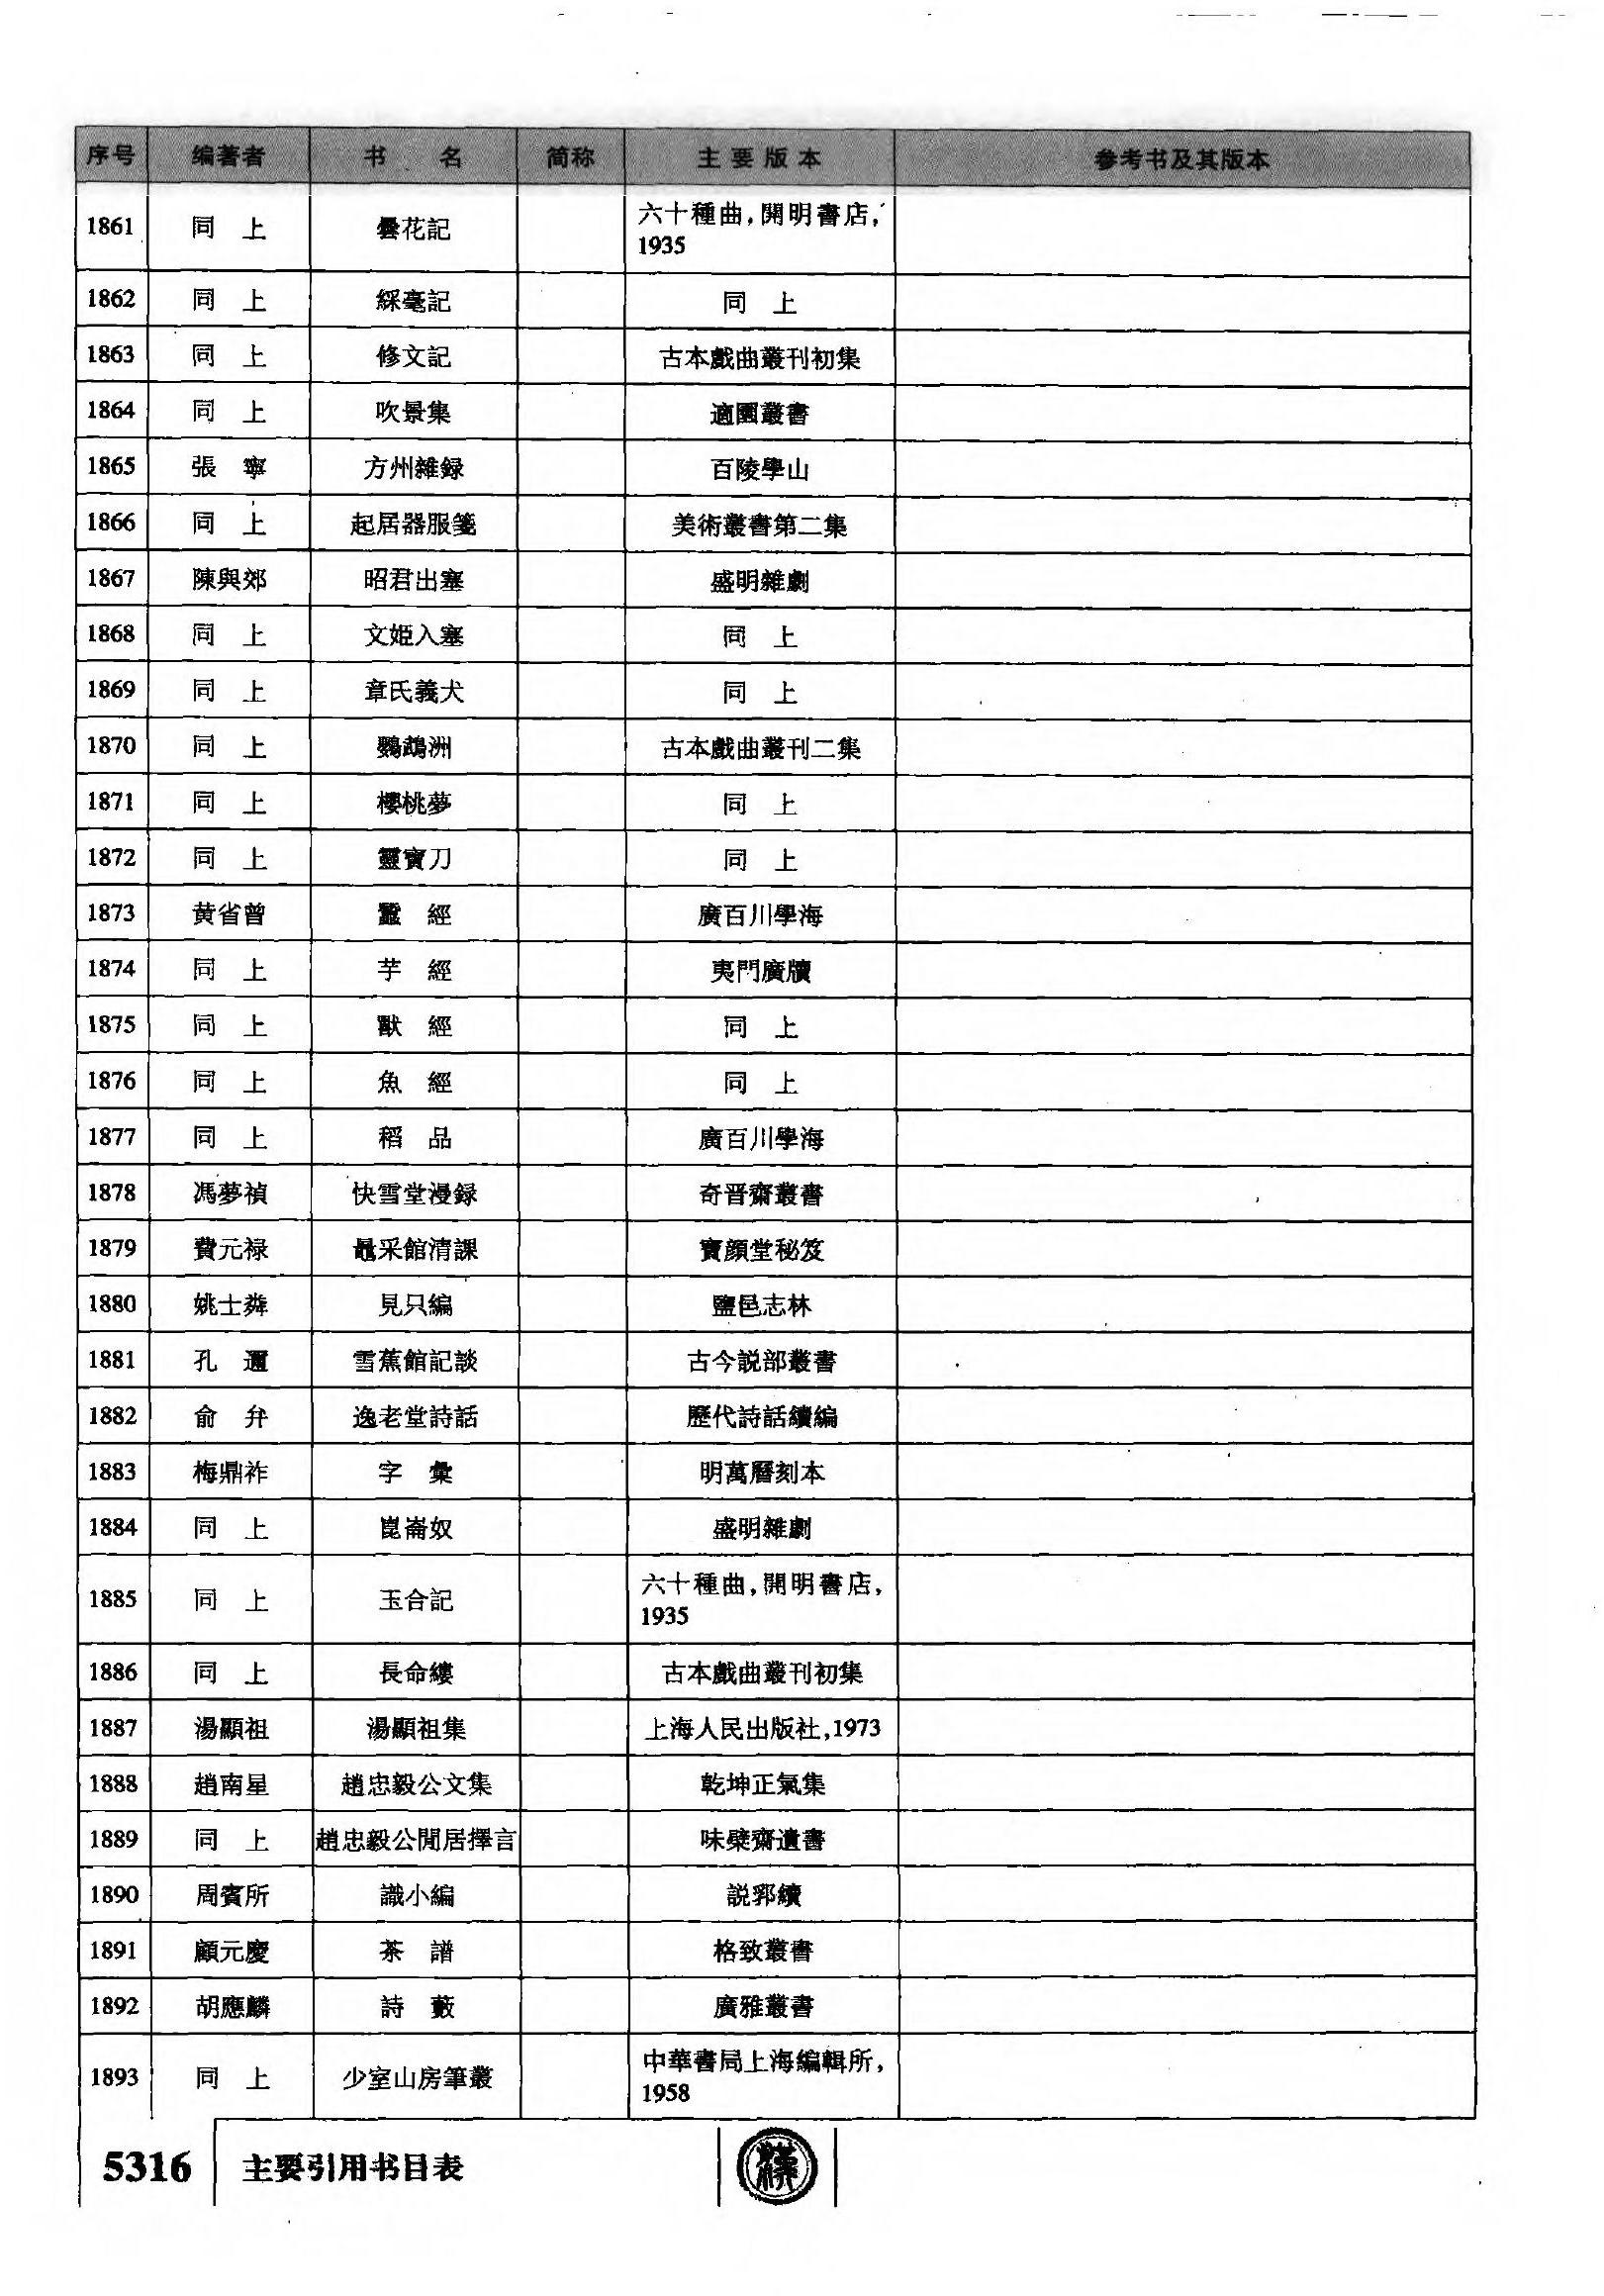 序号 编著者 书 名 简称 主要版本 参考书及其版本
1861 同 上 曇花記 六十種曲,開明書店,
1935
1862 同 上 綵毫記 同 上
1863 同 上 修文記 古本戲曲叢刊初集
1864 同 上 吹景集 適園叢書
1865 張 寧 方州雜録 百陵學山
1866 同 上 起居器服箋 美術叢書第二集
1867 陳與郊 昭君出塞 盛明雜劇
1868 同 上 文姬入塞 同 上
1869 同 上 章氏義犬 同 上
1870 同 上 鸚鵡洲 古本戲曲叢刊二集
1871 同 上 櫻桃夢 同 上
1872 同 上 靈寶刀 同 上
1873 黄省曾 蠶 經 廣百川學海
1874 同 上 芋 經 夷門廣牘
1875 同 上 獸 經 同 上
1876 同 上 魚 經 同 上
1877 同 上 稻 品 廣百川學海
1878 馮夢禎 快雪堂漫録 奇晋齋叢書
1879 費元禄 鼂采館清課 寶顔堂秘笈
1880 姚士粦 見只編 鹽邑志林
1881 孔 邇 雪蕉館記談 古今説部叢書
1882 俞 弁 逸老堂詩話 歷代詩話續編
1883 梅鼎祚 字 彙 明萬曆刻本
1884 同 上 崑崙奴 盛明雜劇
1885 同 上 玉合記 六十種曲,開明書店,
1935
1886 同 上 長命縷 古本戲曲叢刊初集
1887 湯顯祖 湯顯祖集 上海人民出版社,1973
1888 趙南星 趙忠毅公文集 乾坤正氣集
1889 同 上 趙忠毅公閒居擇言 味檗齋遺書
1890 周賓所 識小編 説郛續
1891 顧元慶 茶 譜 格致叢書
1892 胡應麟 詩 藪 廣雅叢書
1893 同 上 少室山房筆叢 中華書局上海編輯所,
1958
5316 主要引用书目表
漢